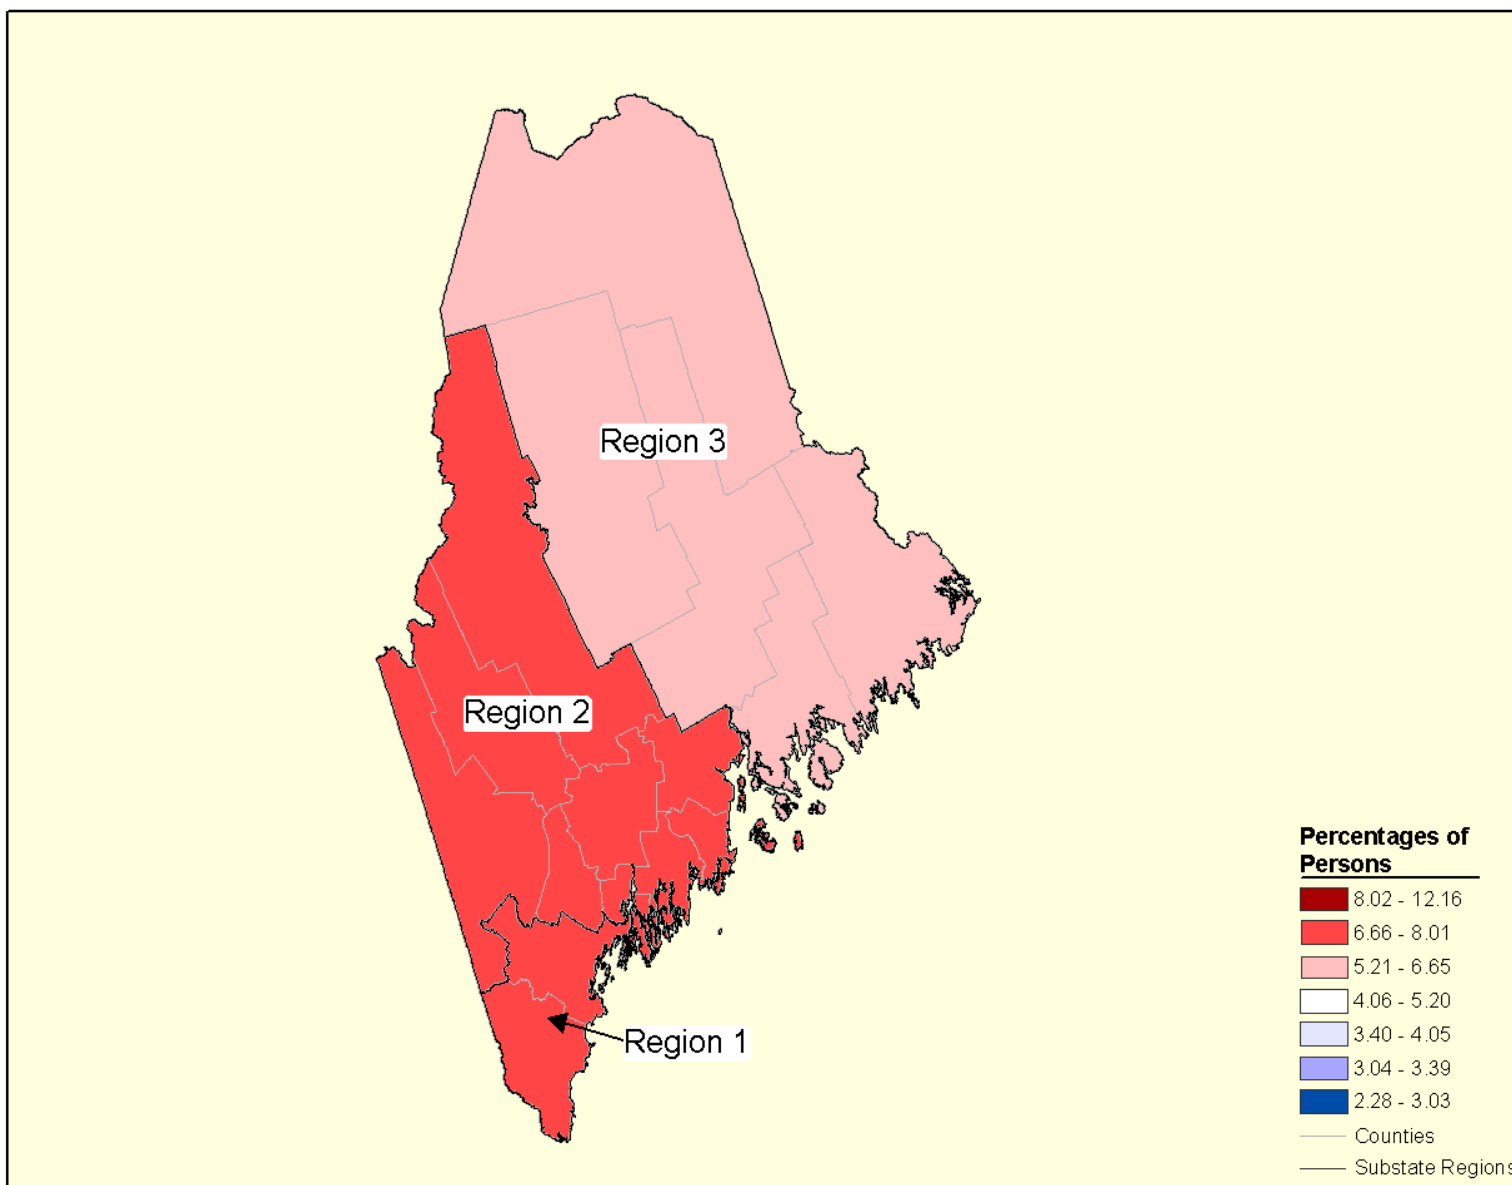 Region 3
Region 2
Region 1
Percentages of
Persons
8.02 - 12.16
6.66 - 8.01
5.21 - 6.65
4.06 - 5.20
3.40 - 4.05
3.04 - 3.39
2.28 - 3.03
Counties
Substate Regions